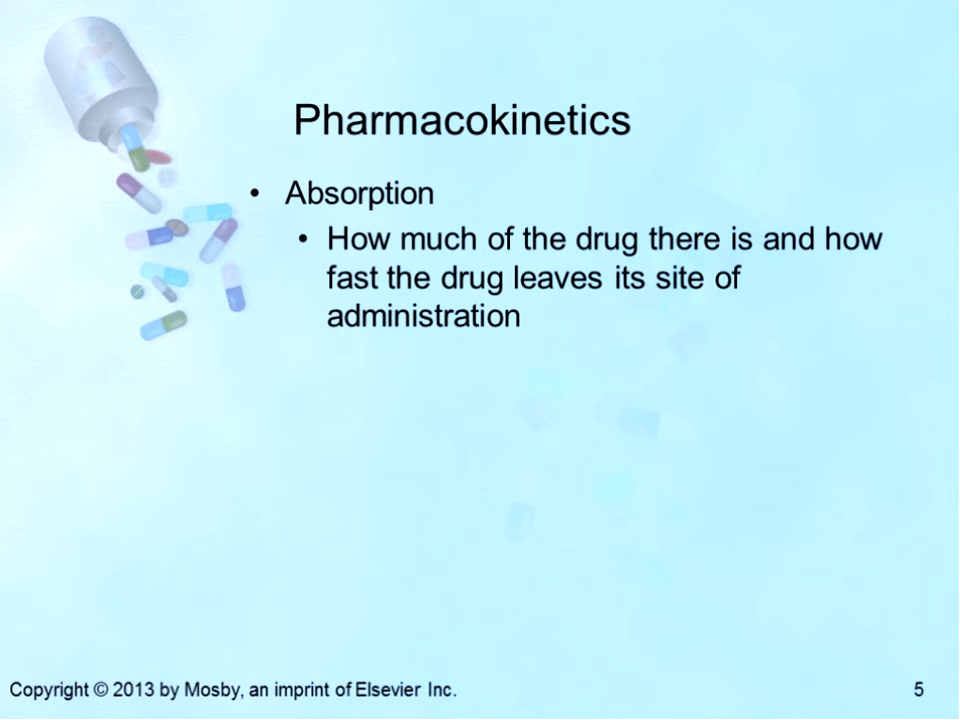 Pharmacokinetics
• Absorption
• How much of the drug there is and how
fast the drug leaves its site of
administration
Copyright © 2013 by Mosby, an imprint of Elsevier Inc.
5